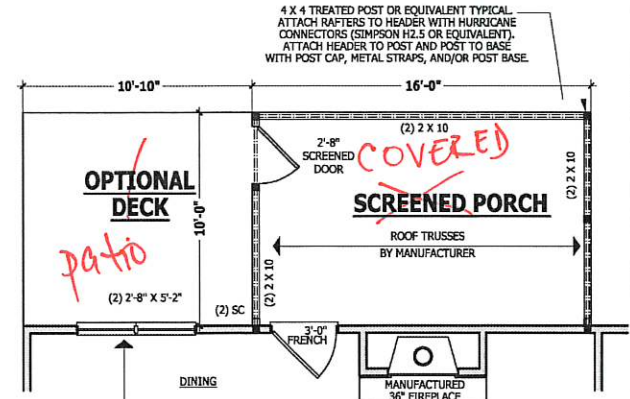 4 X 4 TREATED POST OR EQUIVALENT TYPICAL.
ATTACH RAFTERS TO HEADER WITH HURRICANE
CONNECTORS (SIMPSON H2.5 OR EQUIVALENT).
ATTACH HEADER TO POST AND POST TO BASE
WITH POST CAP, METAL STRAPS, AND/OR POST BASE.
10'-10"
16'-0"
(2) 2 X 10
2'-8"
SCREENED
DOOR
COVERED
(2) 2 X 10
OPTIONAL
DECK
10'-0"
SCREENED PORCH
patio
ROOF TRUSSES
BY MANUFACTURER
(2) 2 X 10
(2) 2'-8" X 5'-2"
(2) SC
3'-0"
FRENCH
DINING
MANUFACTURED
36" FIREPLACE